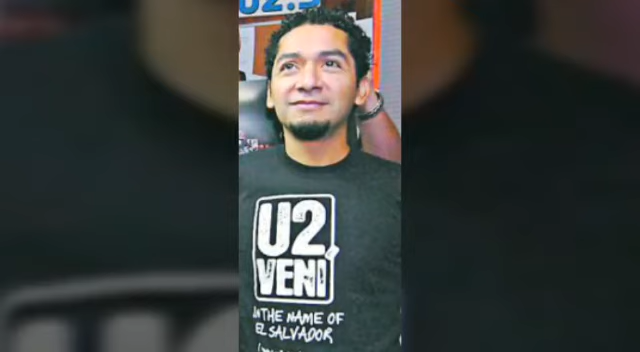 U2,
VENI
IN THE NAME OF
EL SALVADOR